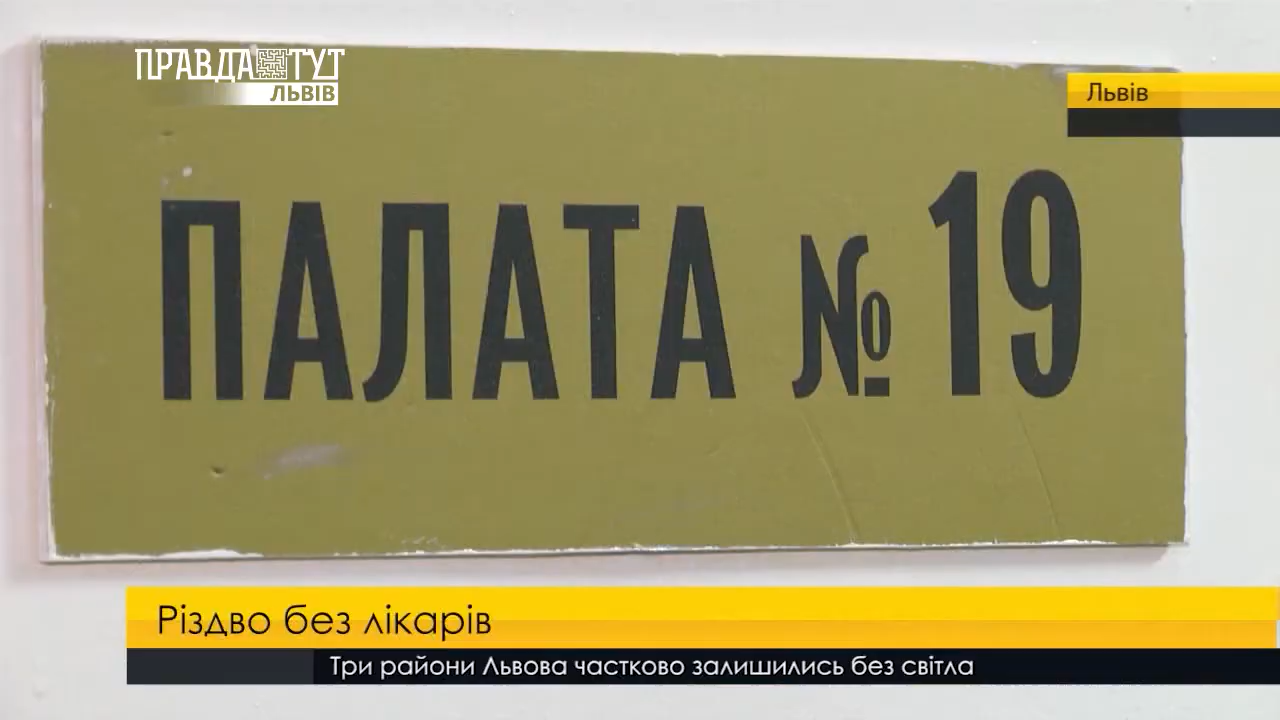 ПРАВДА ТУТ
ЛЬВІВ
Львів
ПАЛАТА № 19
Різдво без лікарів
Три райони Львова частково залишились без світла